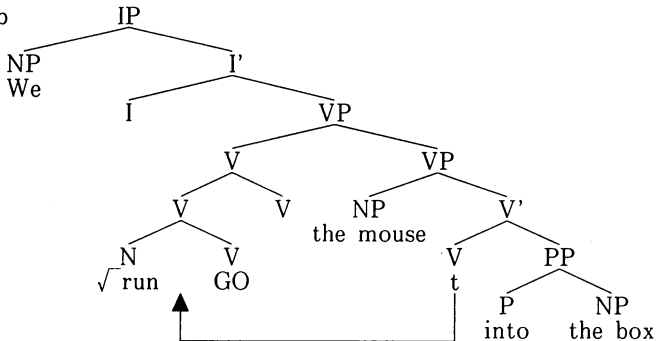 b IP
NP I'
We
I VP
V VP
V V NP V'
the mouse
N V V PP
√run GO t
P NP
into the box